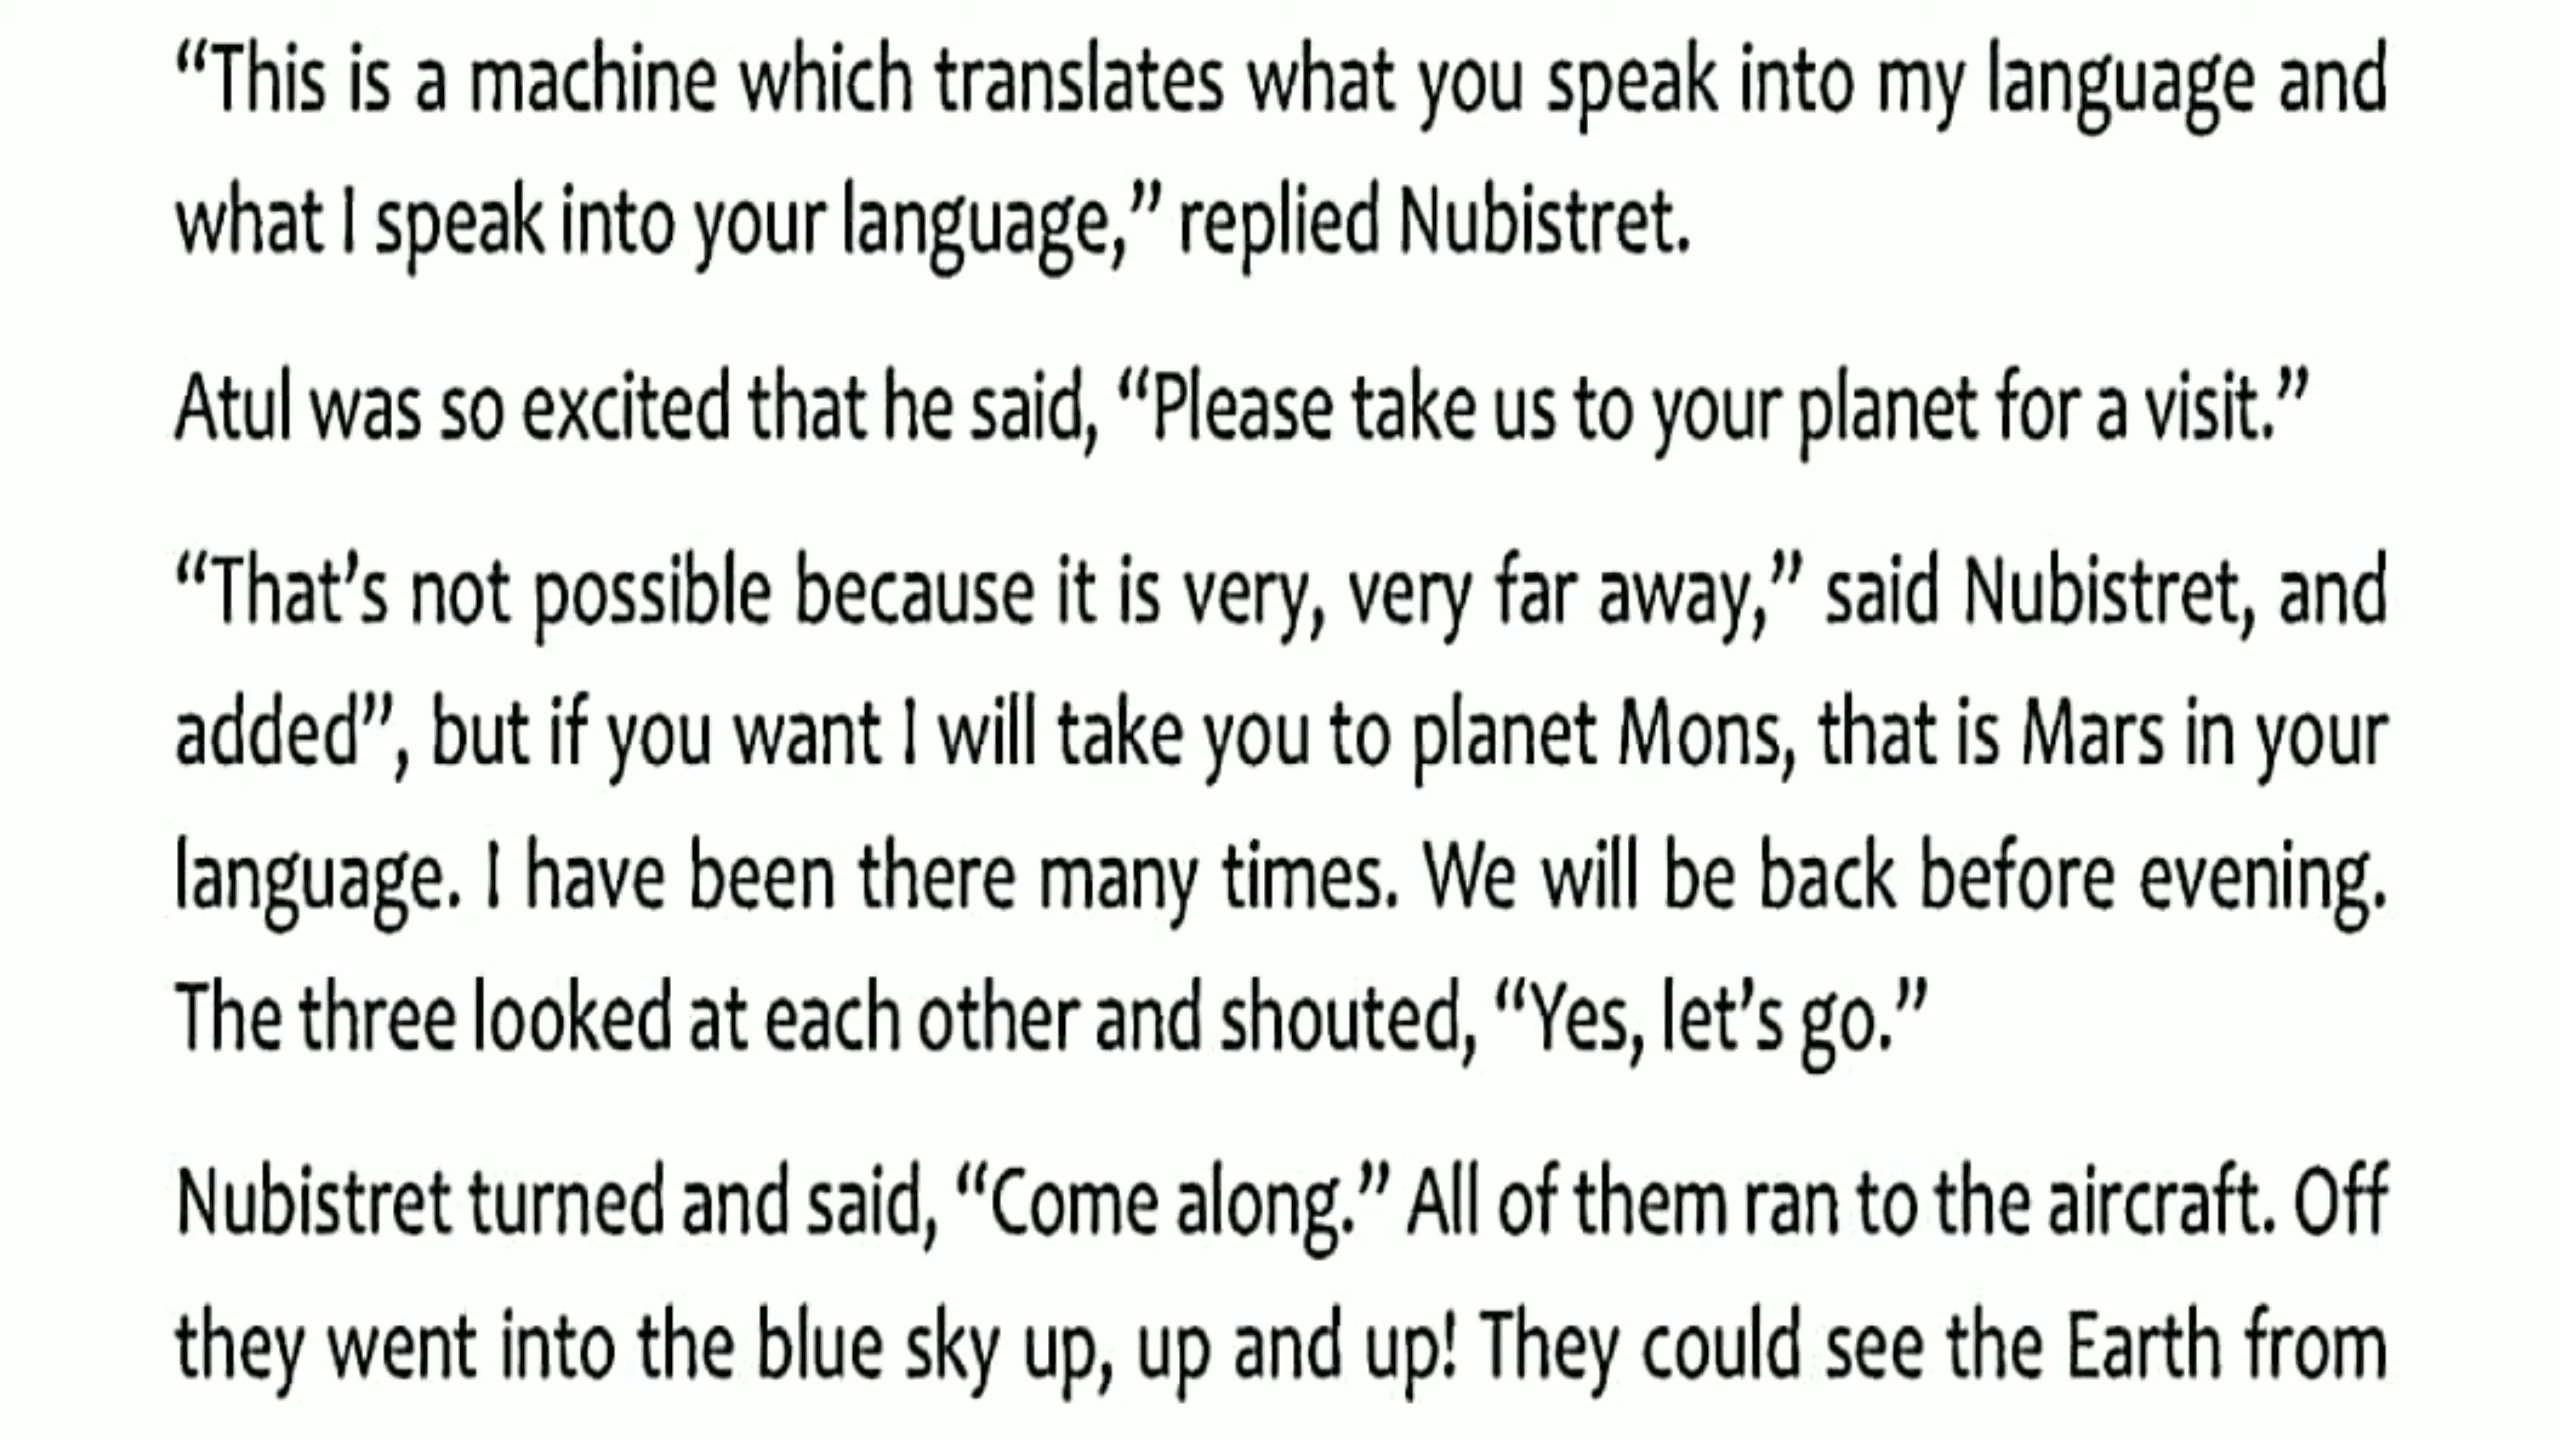 “This is a machine which translates what you speak into my language and
what I speak into your language,” replied Nubistret.
Atul was so excited that he said, “Please take us to your planet for a visit.”
“That’s not possible because it is very, very far away,” said Nubistret, and
added”, but if you want I will take you to planet Mons, that is Mars in your
language. I have been there many times. We will be back before evening.
The three looked at each other and shouted, “Yes, let’s go.”
Nubistret turned and said, “Come along.” All of them ran to the aircraft. Off
they went into the blue sky up, up and up! They could see the Earth from